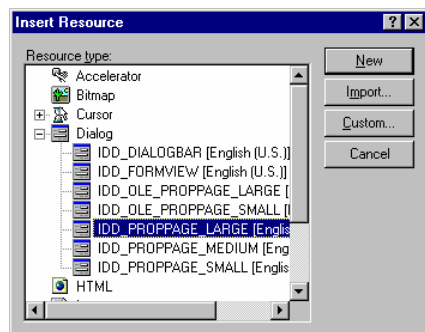 Insert Resource
Resource type:
Accelerator
Bitmap
Cursor
Dialog
IDD_DIALOGBAR [English (U.S.)]
IDD_FORMVIEW [English (U.S.)]
IDD_OLE_PROPPAGE_LARGE [
IDD_OLE_PROPPAGE_SMALL [
IDD_PROPPAGE_LARGE [Englis
IDD_PROPPAGE_MEDIUM [Eng
IDD_PROPPAGE_SMALL [Englis
HTML
New
Import...
Custom...
Cancel